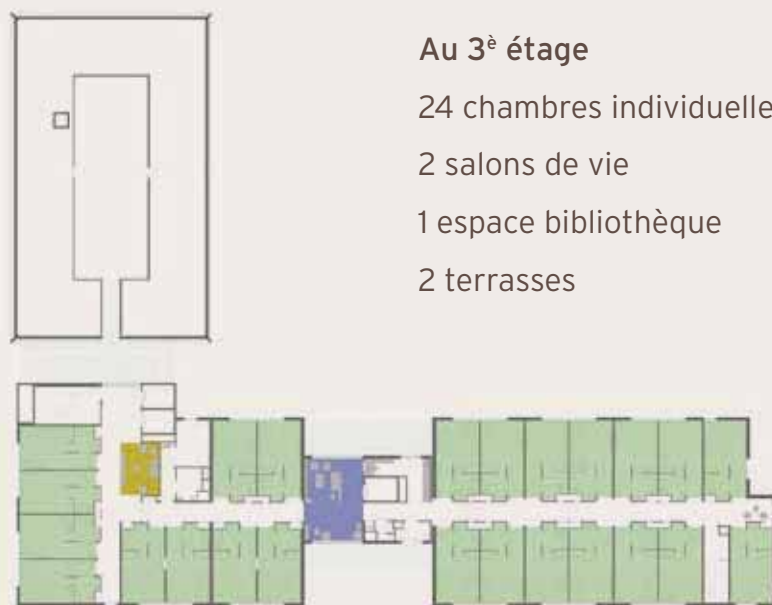 Au 3è étage
24 chambres individuelle
2 salons de vie
1 espace bibliothèque
2 terrasses